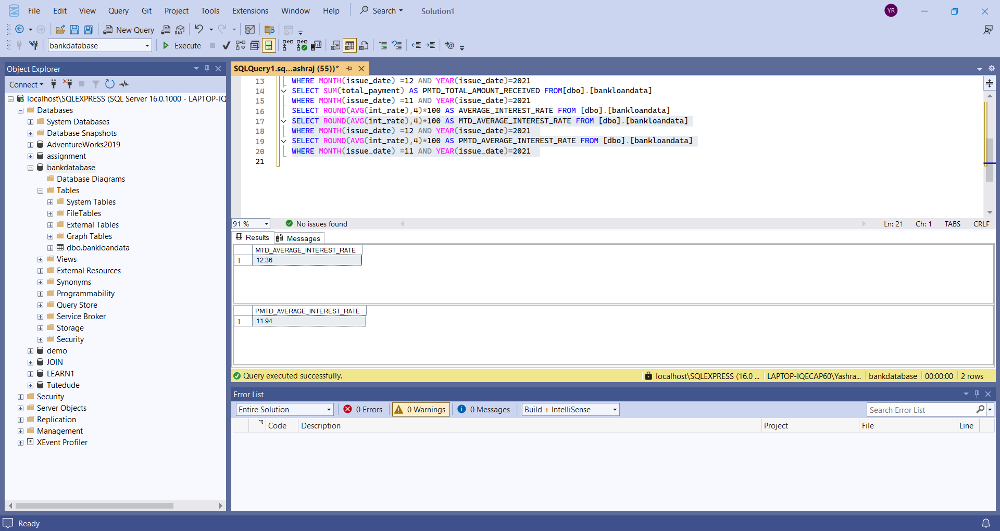 File Edit View Query Git Project Tools Extensions Window Help Search Solution1 YR
New Query DAX
bankdatabase Execute
Object Explorer
Connect
localhost\SQLEXPRESS (SQL Server 16.0.1000 - LAPTOP-IQ
Databases
System Databases
Database Snapshots
AdventureWorks2019
assignment
bankdatabase
Database Diagrams
Tables
System Tables
FileTables
External Tables
Graph Tables
dbo.bankloandata
Views
External Resources
Synonyms
Programmability
Query Store
Service Broker
Storage
Security
demo
JOIN
LEARN1
Tutedude
Security
Server Objects
Replication
Management
XEvent Profiler
SQLQuery1.sq...ashraj (55))*
13 WHERE MONTH(issue_date) =12 AND YEAR(issue_date)=2021
14 SELECT SUM(total_payment) AS PMTD_TOTAL_AMOUNT_RECEIVED FROM[dbo].[bankloandata]
15 WHERE MONTH(issue_date) =11 AND YEAR(issue_date)=2021
16 SELECT ROUND(AVG(int_rate),4)*100 AS AVERAGE_INTEREST_RATE FROM [dbo].[bankloandata]
17 SELECT ROUND(AVG(int_rate),4)*100 AS MTD_AVERAGE_INTEREST_RATE FROM [dbo].[bankloandata]
18 WHERE MONTH(issue_date) =12 AND YEAR(issue_date)=2021
19 SELECT ROUND(AVG(int_rate),4)*100 AS PMTD_AVERAGE_INTEREST_RATE FROM [dbo].[bankloandata]
20 WHERE MONTH(issue_date) =11 AND YEAR(issue_date)=2021
21
91 % No issues found Ln: 21 Ch: 1 TABS CRLF
Results Messages
MTD_AVERAGE_INTEREST_RATE
1 12.36
PMTD_AVERAGE_INTEREST_RATE
1 11.94
Query executed successfully. localhost\SQLEXPRESS (16.0 ... LAPTOP-IQECAP60\Yashra... bankdatabase 00:00:00 2 rows
Error List
Entire Solution 0 Errors 0 Warnings 0 Messages Build + IntelliSense Search Error List
Code Description Project File Line
Ready